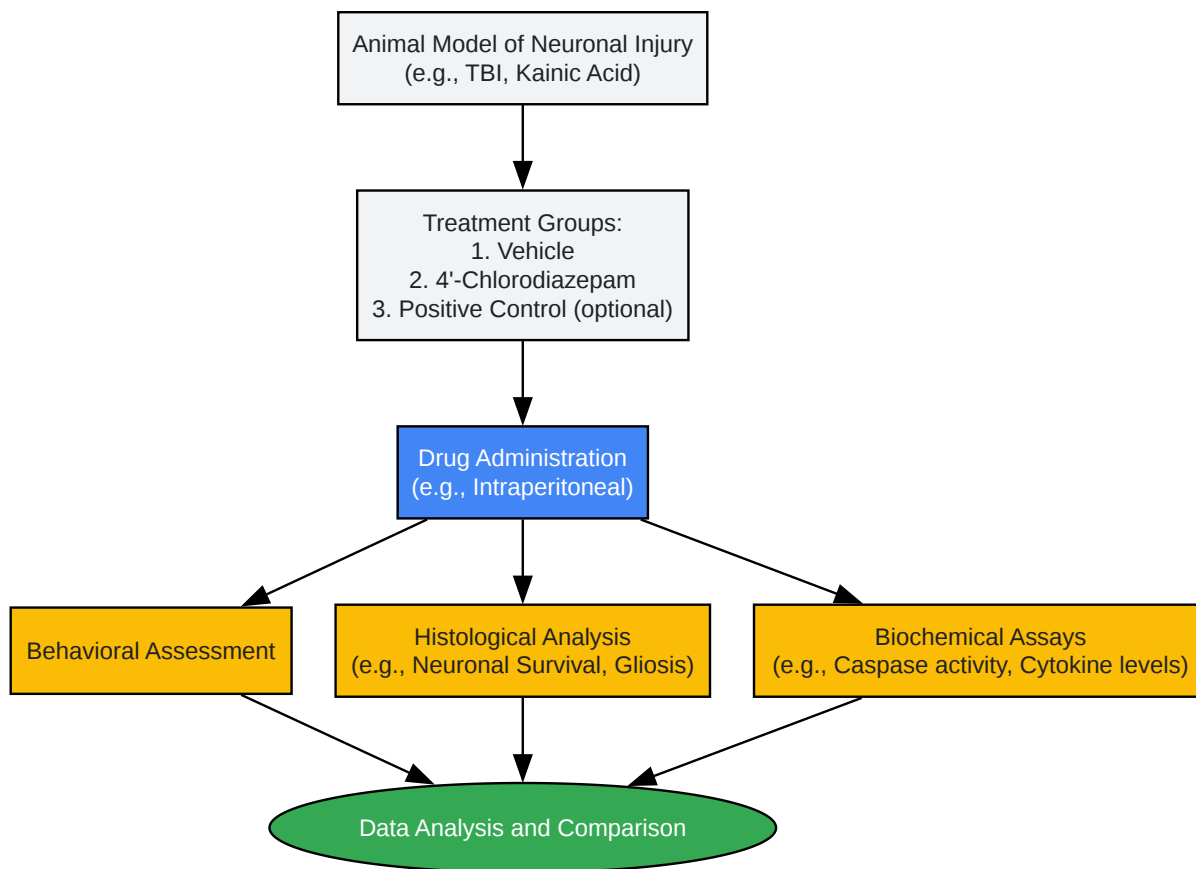 Animal Model of Neuronal Injury
(e.g., TBI, Kainic Acid)
Treatment Groups:
1. Vehicle
2. 4'-Chlorodiazepam
3. Positive Control (optional)
Drug Administration
(e.g., Intraperitoneal)
Behavioral Assessment
Histological Analysis
(e.g., Neuronal Survival, Gliosis)
Biochemical Assays
(e.g., Caspase activity, Cytokine levels)
Data Analysis and Comparison